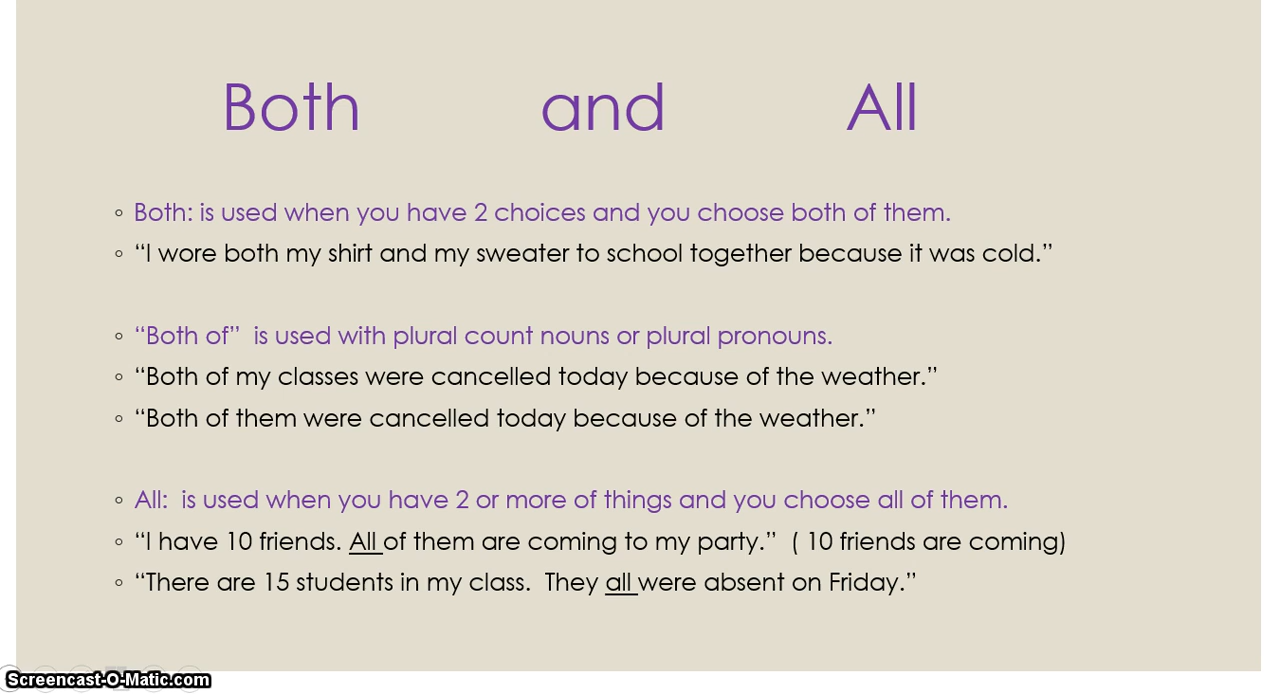 Both and All
◦ Both: is used when you have 2 choices and you choose both of them.
◦ “I wore both my shirt and my sweater to school together because it was cold.”
◦ “Both of”  is used with plural count nouns or plural pronouns.
◦ “Both of my classes were cancelled today because of the weather.”
◦ “Both of them were cancelled today because of the weather.”
◦ All:  is used when you have 2 or more of things and you choose all of them.
◦ “I have 10 friends. All of them are coming to my party.”  ( 10 friends are coming)
◦ “There are 15 students in my class.  They all were absent on Friday.”
Screencast-O-Matic.com